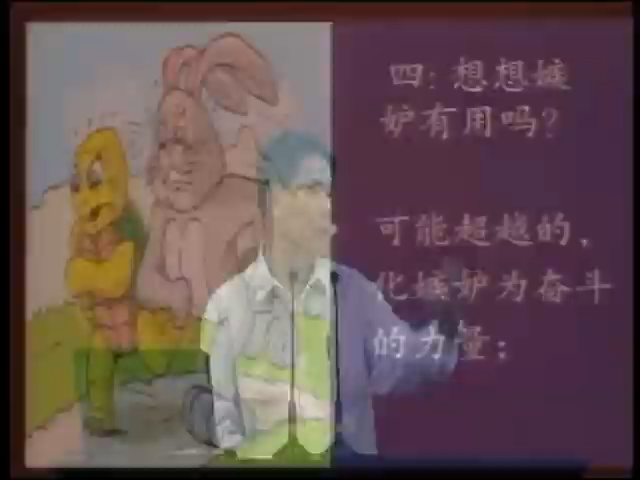 四：想想嫉
妒有用吗？
可能超越的，
化嫉妒为奋斗
的力量；